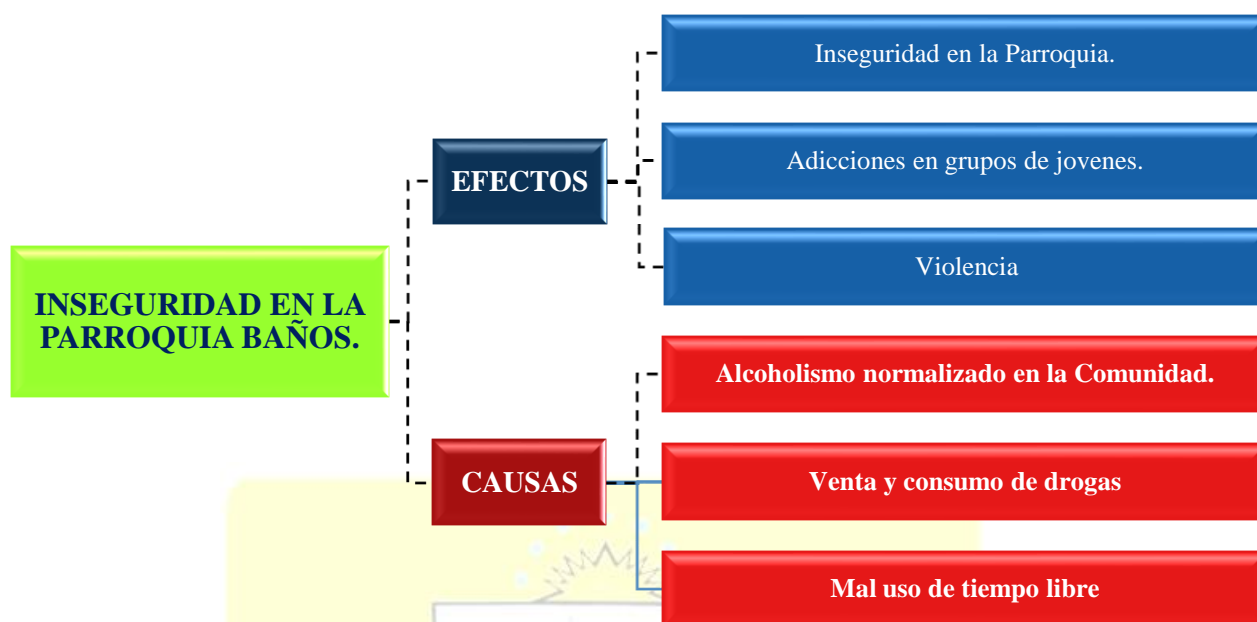 INSEGURIDAD EN LA
PARROQUIA BAÑOS.
EFECTOS
Inseguridad en la Parroquia.
Adicciones en grupos de jovenes.
Violencia
CAUSAS
Alcoholismo normalizado en la Comunidad.
Venta y consumo de drogas
Mal uso de tiempo libre